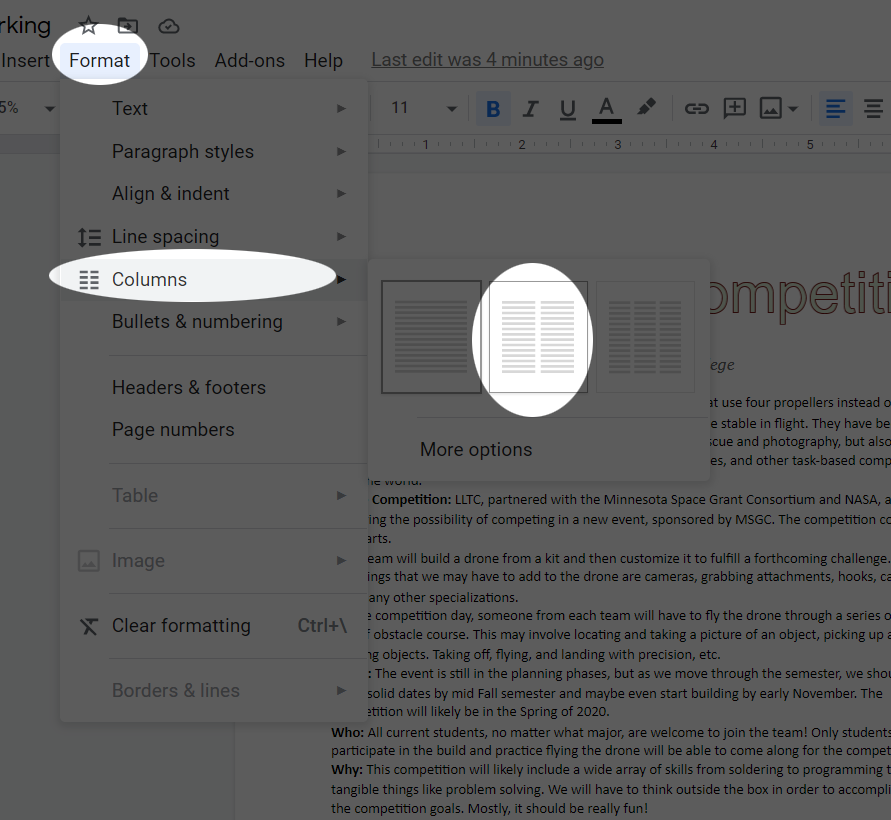 rking
Insert Format Tools Add-ons Help Last edit was 4 minutes ago
5% 11 B I U A
Text
Paragraph styles
Align & indent
Line spacing
Columns
Bullets & numbering
Headers & footers
Page numbers
Table
Image
Clear formatting Ctrl+\
Borders & lines
More options
1 2 3 4 5
ompetiti
ege
at use four propellers instead o
e stable in flight. They have be
scue and photography, but also
es, and other task-based comp
he world.
Competition: LLTC, partnered with the Minnesota Space Grant Consortium and NASA, a
ing the possibility of competing in a new event, sponsored by MSGC. The competition co
arts.
eam will build a drone from a kit and then customize it to fulfill a forthcoming challenge.
ings that we may have to add to the drone are cameras, grabbing attachments, hooks, ca
any other specializations.
e competition day, someone from each team will have to fly the drone through a series o
f obstacle course. This may involve locating and taking a picture of an object, picking up a
ng objects. Taking off, flying, and landing with precision, etc.
: The event is still in the planning phases, but as we move through the semester, we shou
solid dates by mid Fall semester and maybe even start building by early November. The
etition will likely be in the Spring of 2020.
Who: All current students, no matter what major, are welcome to join the team! Only students
participate in the build and practice flying the drone will be able to come along for the compet
Why: This competition will likely include a wide array of skills from soldering to programming t
tangible things like problem solving. We will have to think outside the box in order to accompli
the competition goals. Mostly, it should be really fun!